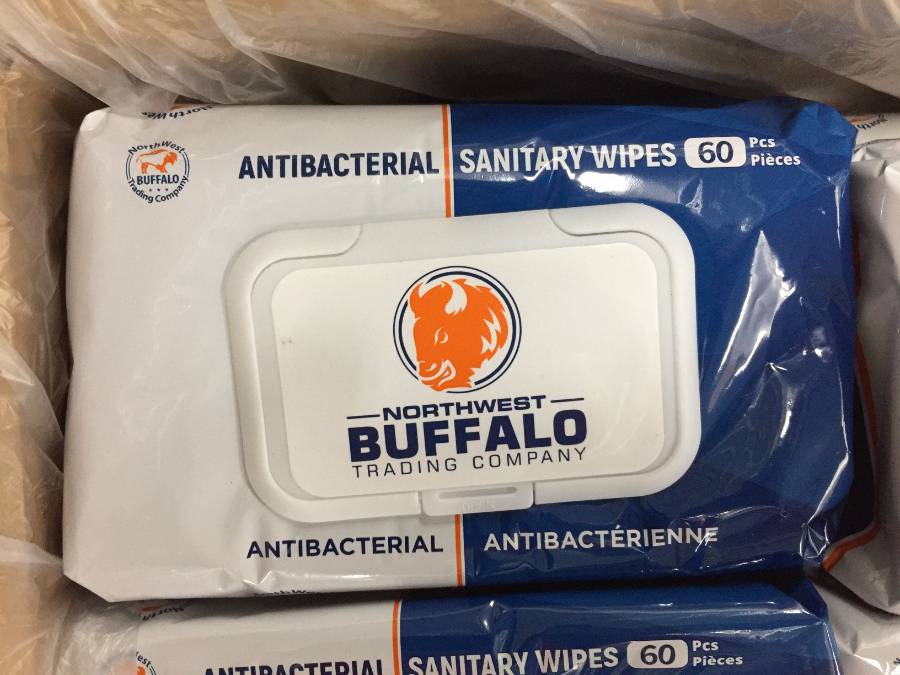 NorthWest
BUFFALO
Trading Company
ANTIBACTERIAL
SANITARY WIPES 60 Pcs
Pièces
NORTHWEST
BUFFALO
TRADING COMPANY
ANTIBACTERIAL
ANTIBACTÉRIENNE
ANTIBACTERIAL
SANITARY WIPES 60 Pcs
Pièces